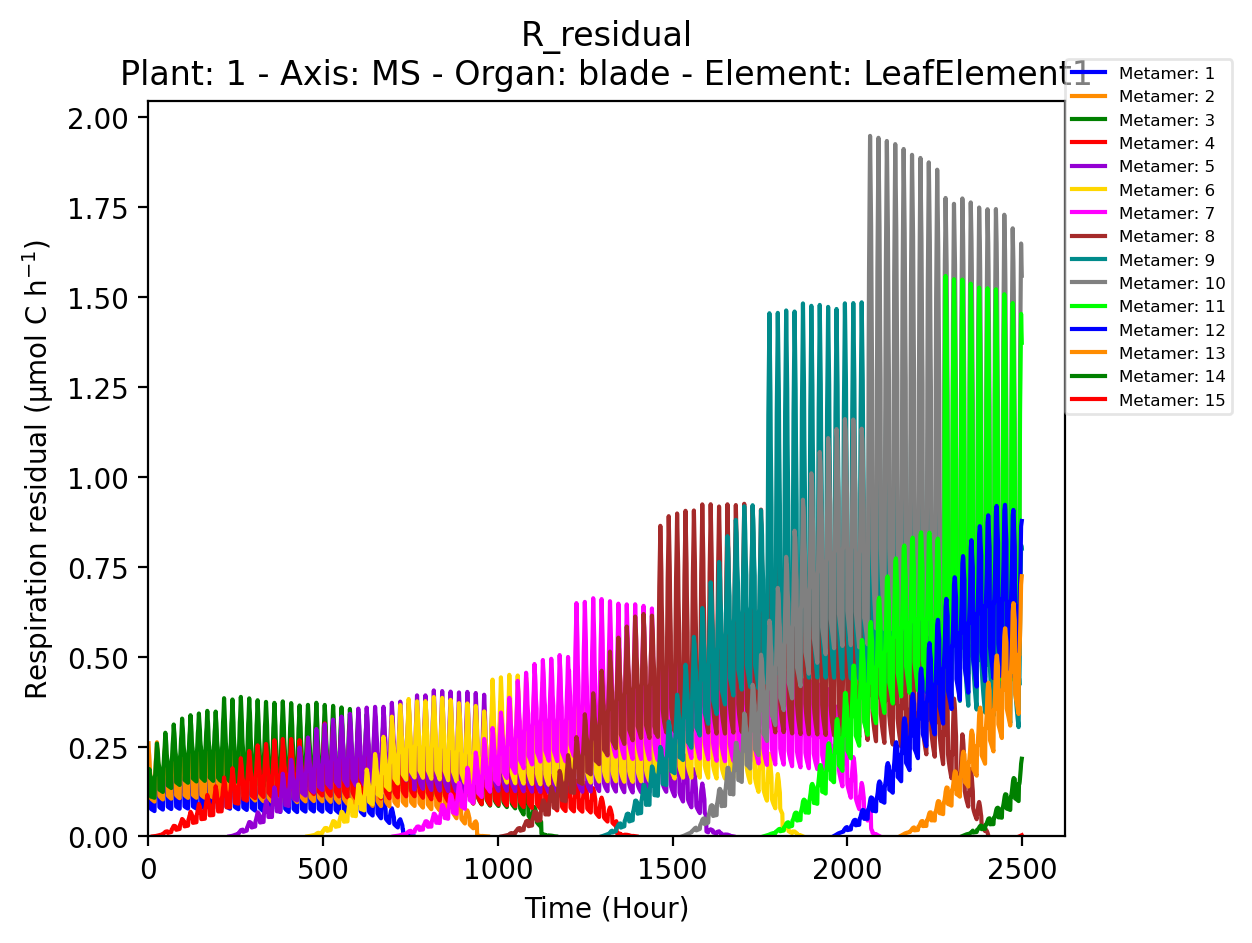 R_residual
Plant: 1 - Axis: MS - Organ: blade - Element: LeafElement1
Respiration residual (µmol C h⁻¹)
2.00
1.75
1.50
1.25
1.00
0.75
0.50
0.25
0.00
0 500 1000 1500 2000 2500
Time (Hour)
Metamer: 1
Metamer: 2
Metamer: 3
Metamer: 4
Metamer: 5
Metamer: 6
Metamer: 7
Metamer: 8
Metamer: 9
Metamer: 10
Metamer: 11
Metamer: 12
Metamer: 13
Metamer: 14
Metamer: 15